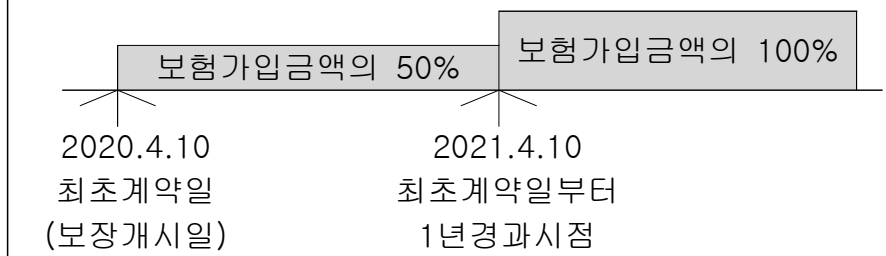 보험가입금액의 50%
보험가입금액의 100%
2020.4.10
최초계약일
(보장개시일)
2021.4.10
최초계약일부터
1년경과시점